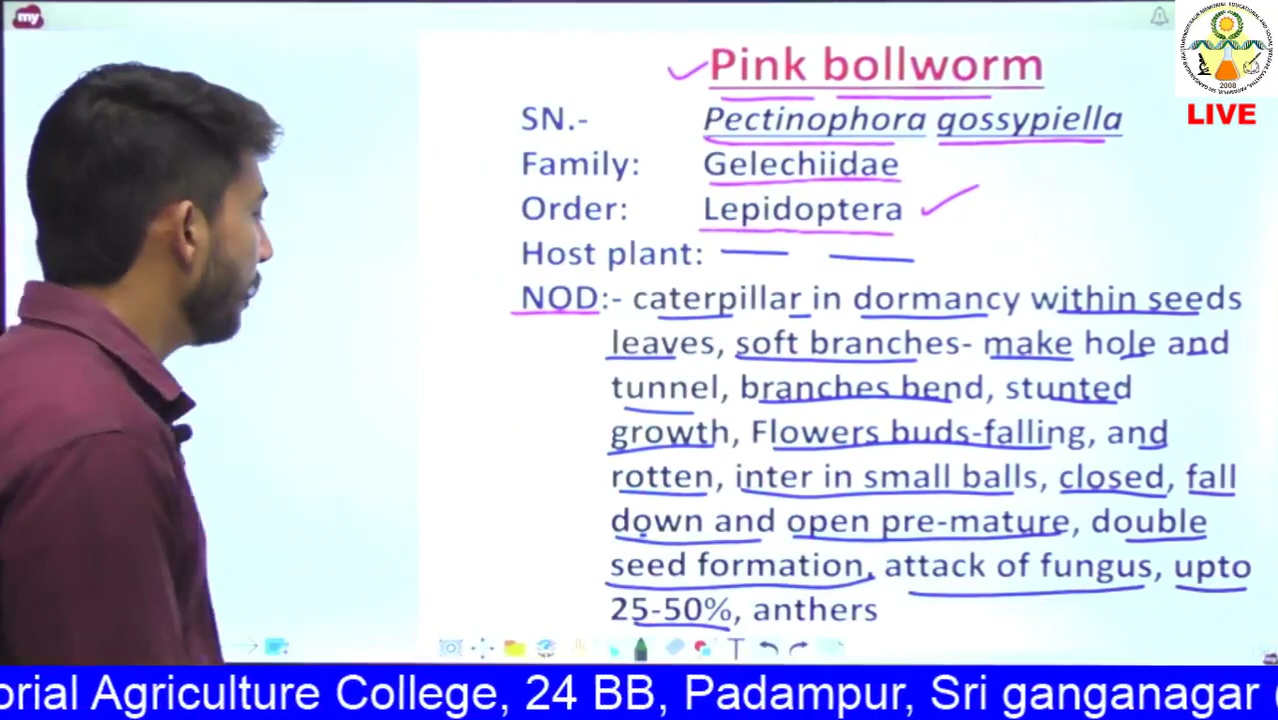 my
Pink bollworm
SN.- Pectinophora gossypiella
Family: Gelechiidae
Order: Lepidoptera
Host plant:
NOD:- caterpillar in dormancy within seeds
leaves, soft branches- make hole and
tunnel, branches bend, stunted
growth, Flowers buds-falling, and
rotten, inter in small balls, closed, fall
down and open pre-mature, double
seed formation, attack of fungus, upto
25-50%, anthers
2008
LIVE
T
orial Agriculture College, 24 BB, Padampur, Sri ganganagar (